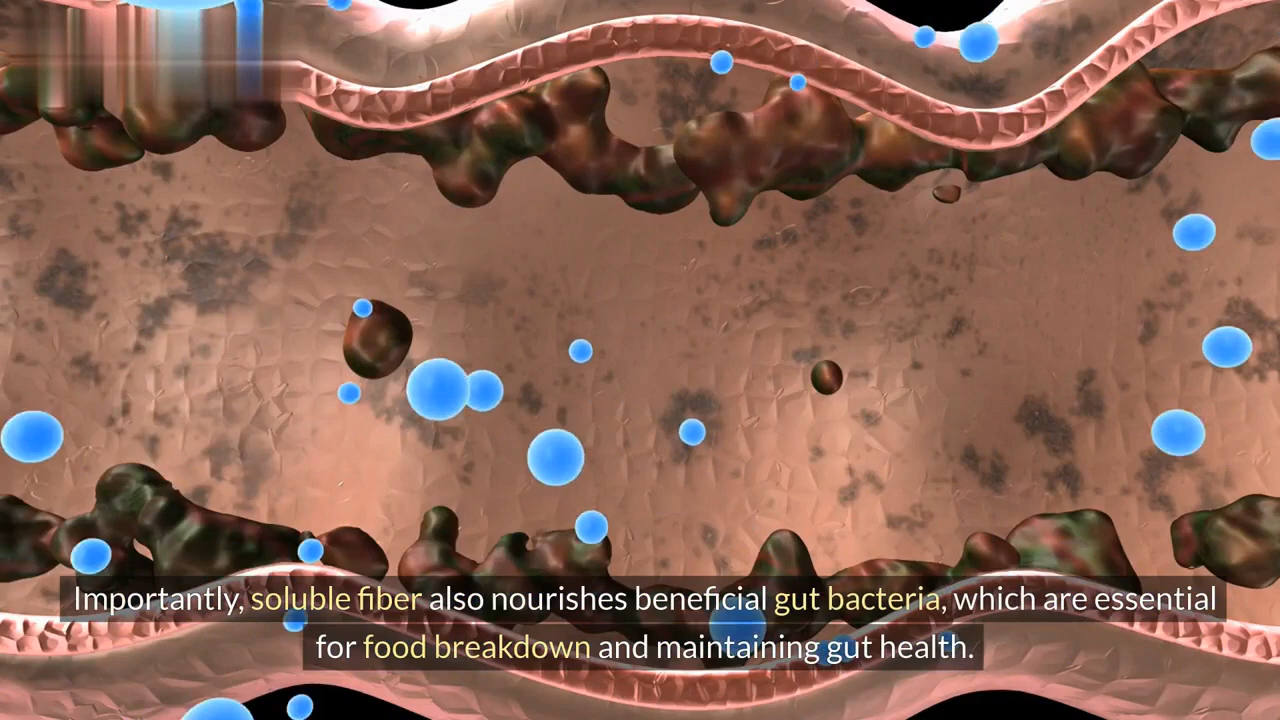 Importantly, soluble fiber also nourishes beneficial gut bacteria, which are essential
for food breakdown and maintaining gut health.